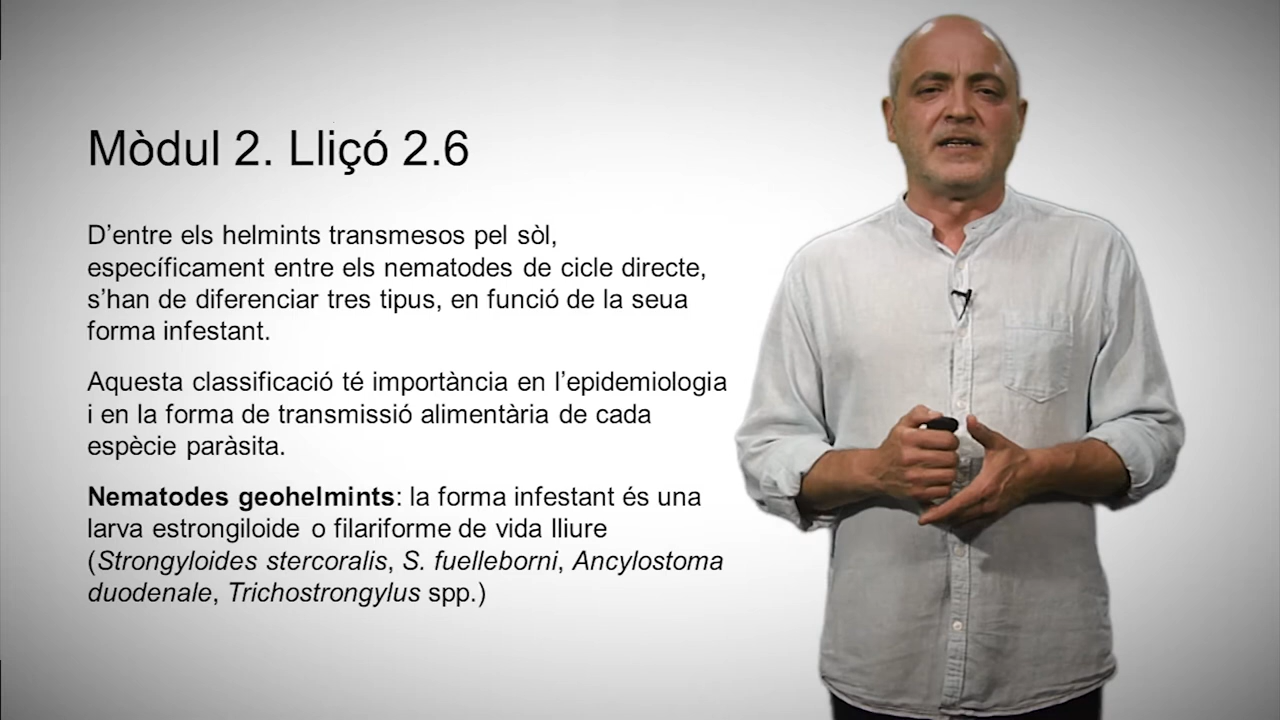 Mòdul 2. Lliçó 2.6
D’entre els helmints transmesos pel sòl,
específicament entre els nematodes de cicle directe,
s’han de diferenciar tres tipus, en funció de la seua
forma infestant.
Aquesta classificació té importància en l’epidemiologia
i en la forma de transmissió alimentària de cada
espècie paràsita.
Nematodes geohelmints: la forma infestant és una
larva estrongiloide o filariforme de vida lliure
(Strongyloides stercoralis, S. fuelleborni, Ancylostoma
duodenale, Trichostrongylus spp.)